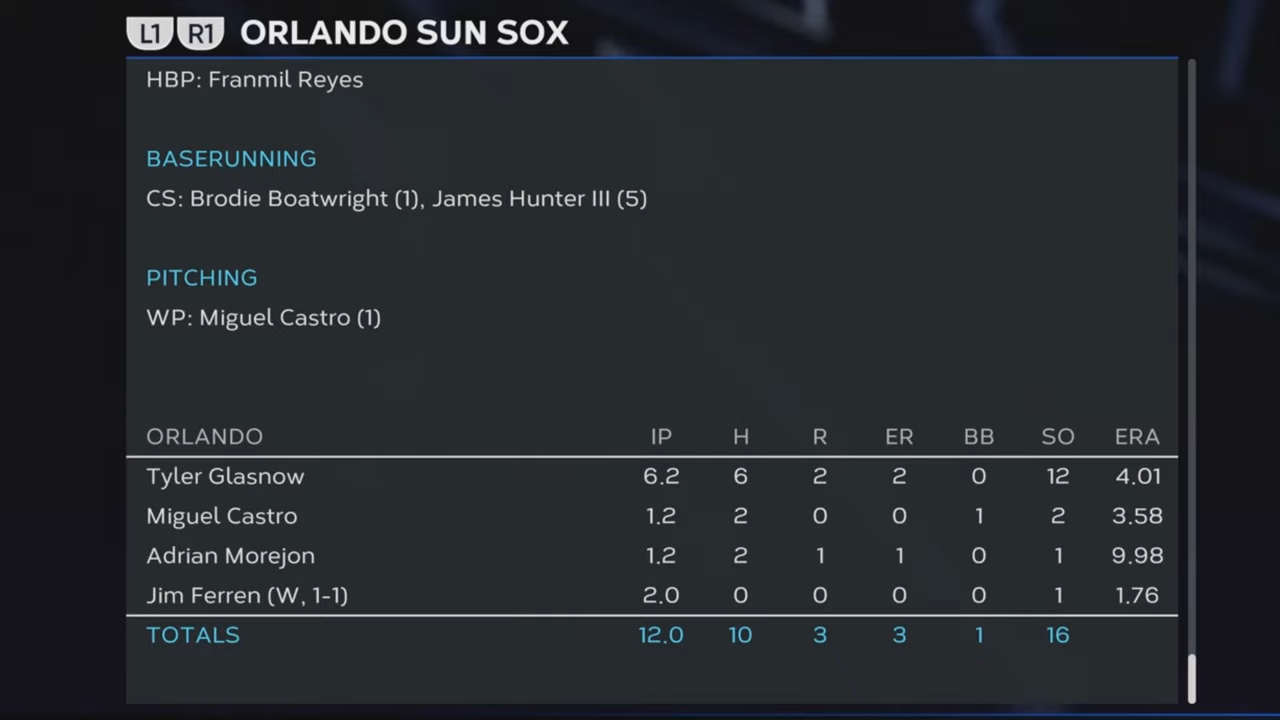 L1 R1 ORLANDO SUN SOX
HBP: Franmil Reyes
BASERUNNING
CS: Brodie Boatwright (1), James Hunter III (5)
PITCHING
WP: Miguel Castro (1)
ORLANDO IP H R ER BB SO ERA
Tyler Glasnow 6.2 6 2 2 0 12 4.01
Miguel Castro 1.2 2 0 0 1 2 3.58
Adrian Morejon 1.2 2 1 1 0 1 9.98
Jim Ferren (W, 1-1) 2.0 0 0 0 0 1 1.76
TOTALS 12.0 10 3 3 1 16